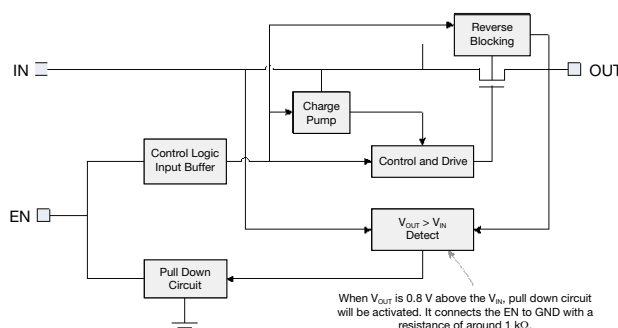 Reverse
Blocking
IN
OUT
Charge
Pump
Control Logic
Input Buffer
Control and Drive
EN
VOUT > VIN
Detect
Pull Down
Circuit
When VOUT is 0.8 V above the VIN, pull down circuit
will be activated. It connects the EN to GND with a
resistance of around 1 kΩ.